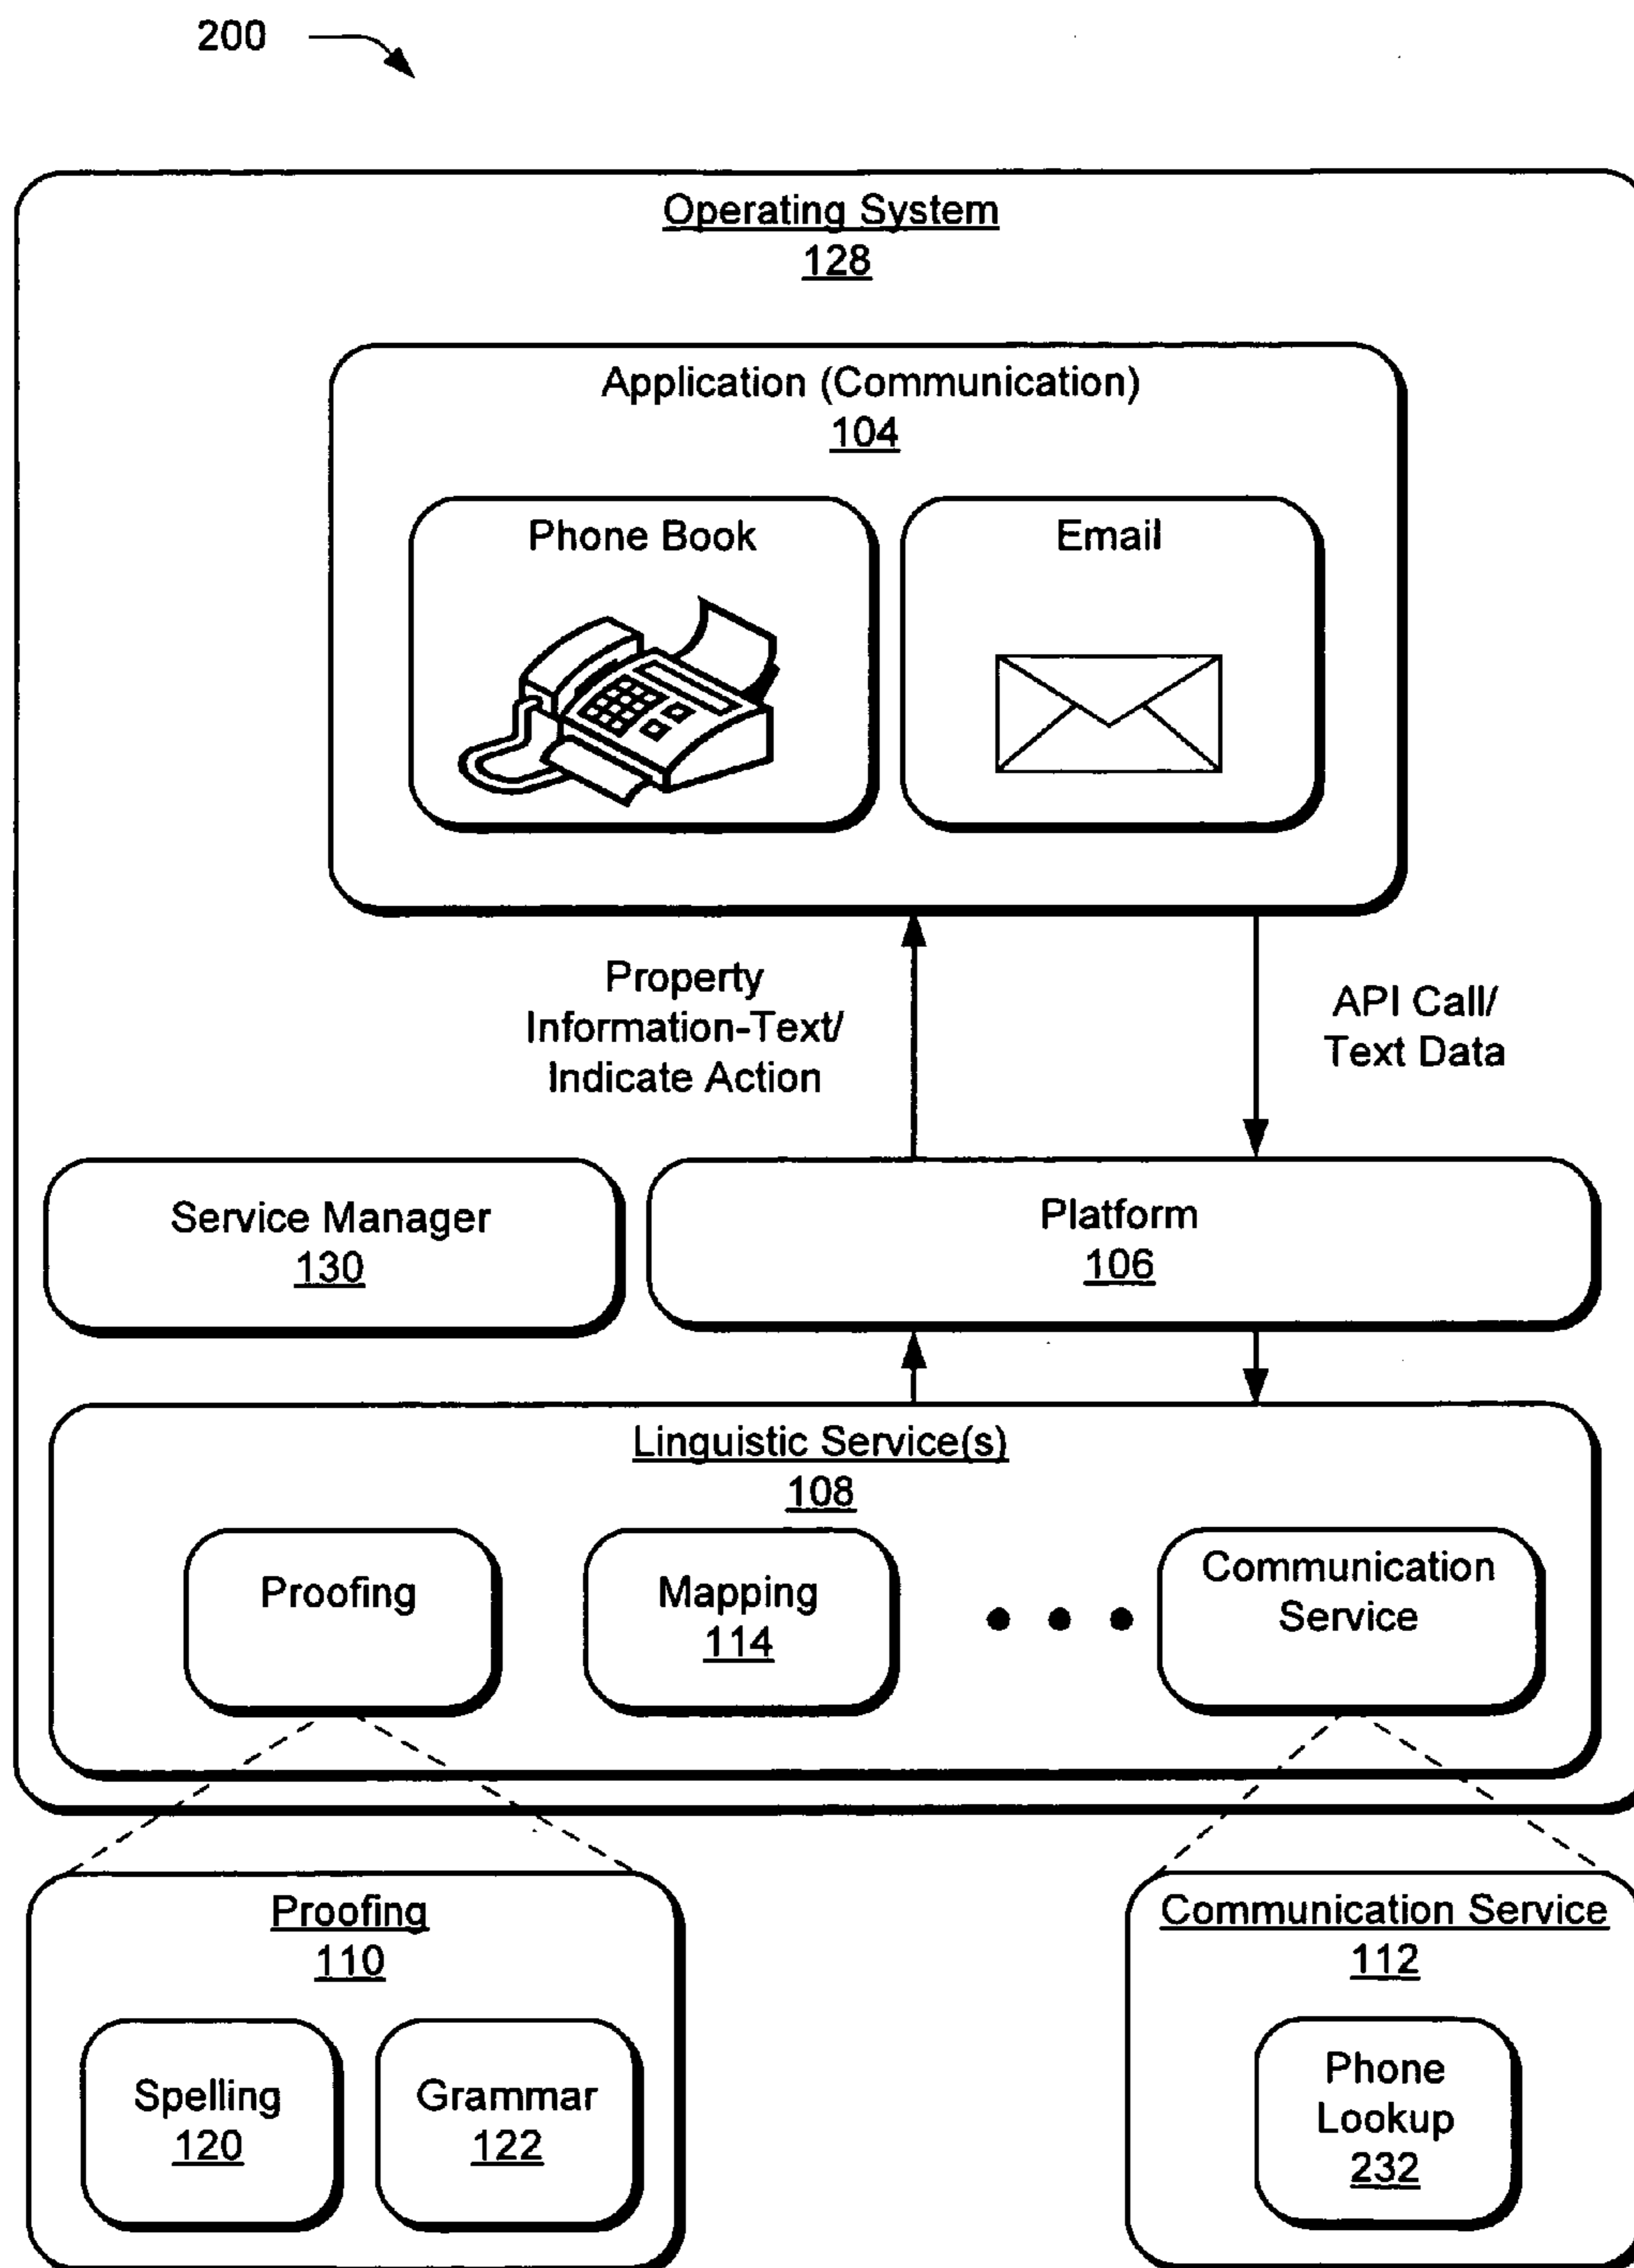 200
Operating System
128
Application (Communication)
104
Phone Book
Email
Property
Information-Text/
Indicate Action
API Call/
Text Data
Service Manager
130
Platform
106
Linguistic Service(s)
108
Proofing
Mapping
114
Communication
Service
Proofing
110
Spelling
120
Grammar
122
Communication Service
112
Phone
Lookup
232